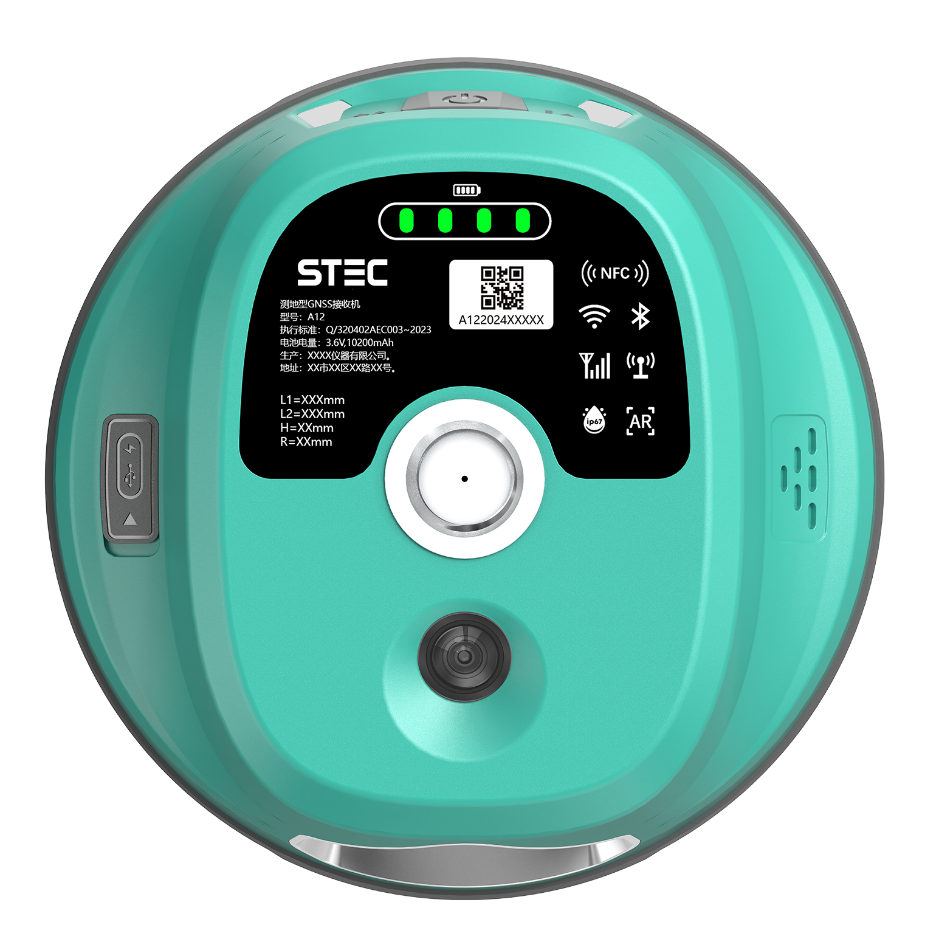 STEC
测地型GNSS接收机
型号：A12
执行标准：Q/320402AEC003~2023
电池电量：3.6V,10200mAh
生产：XXXX仪器有限公司。
地址：XX市XX区XX路XX号。
L1=XXXmm
L2=XXXmm
H=XXmm
R=XXmm
A122024XXXXX
NFC
ip67
AR